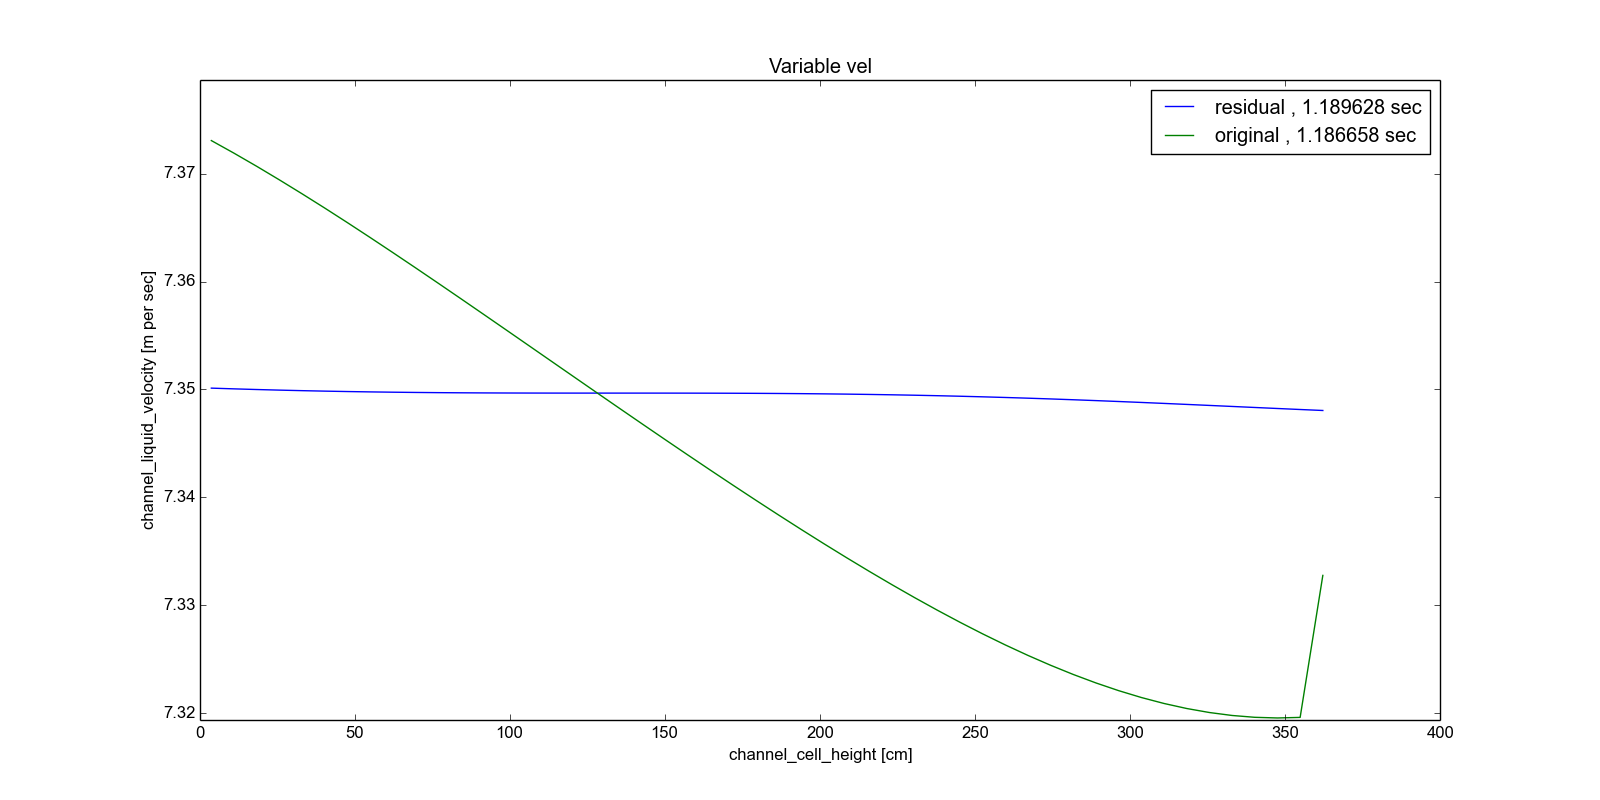 Variable vel
residual , 1.189628 sec
original , 1.186658 sec
channel_liquid_velocity [m per sec]
7.37
7.36
7.35
7.34
7.33
7.32
0 50 100 150 200 250 300 350 400
channel_cell_height [cm]